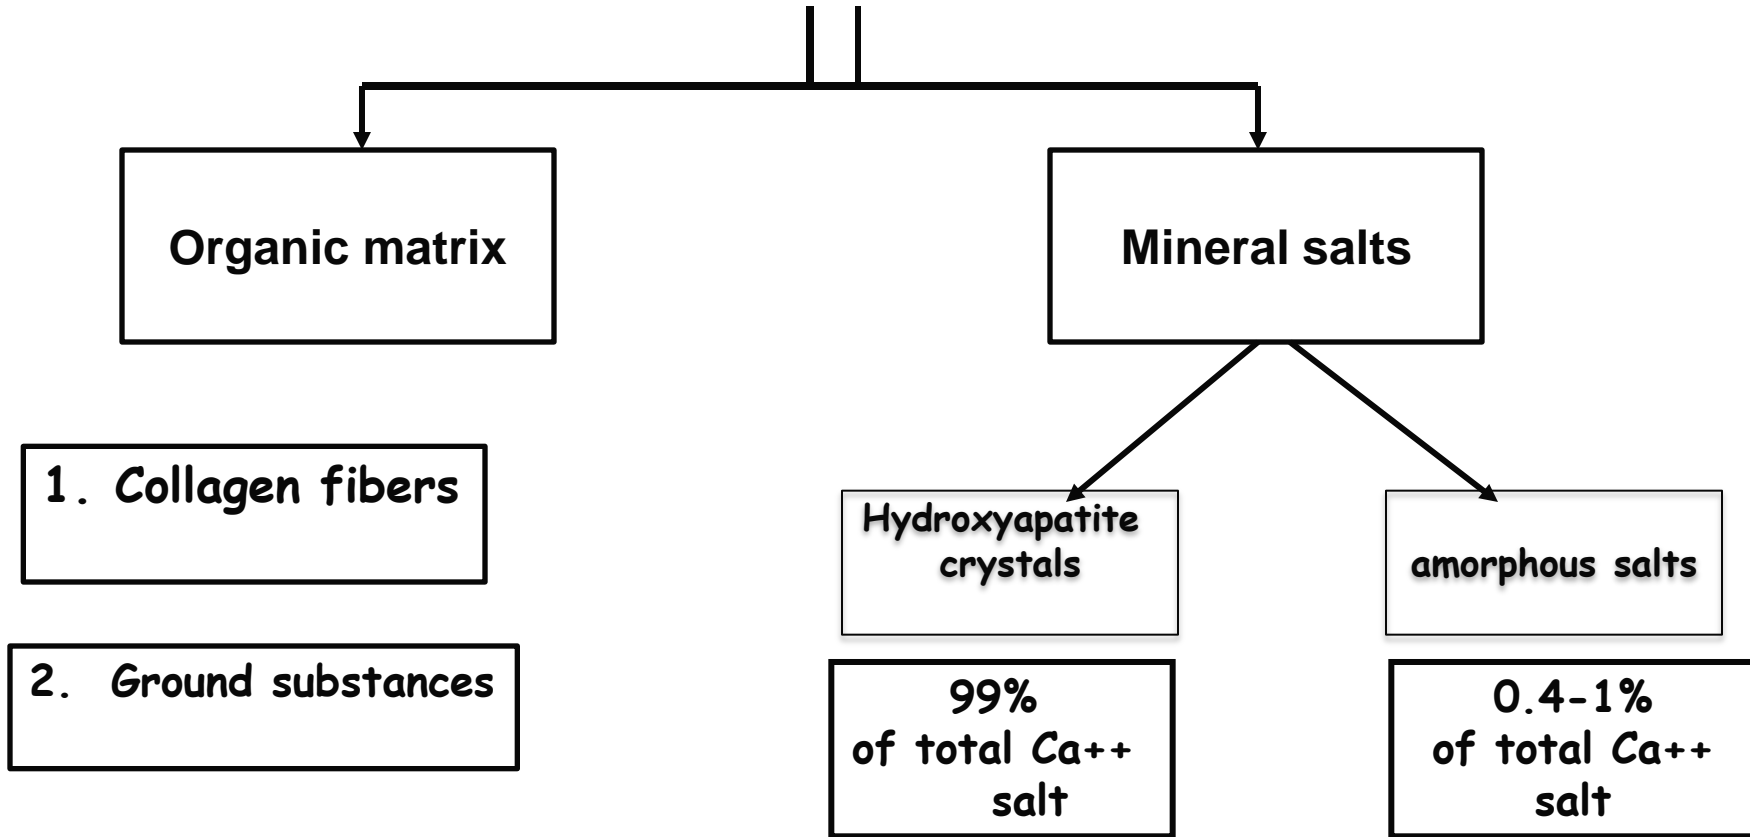 Organic matrix
Mineral salts
1. Collagen fibers
2. Ground substances
Hydroxyapatite
crystals
amorphous salts
99%
of total Ca++
salt
0.4-1%
of total Ca++
salt